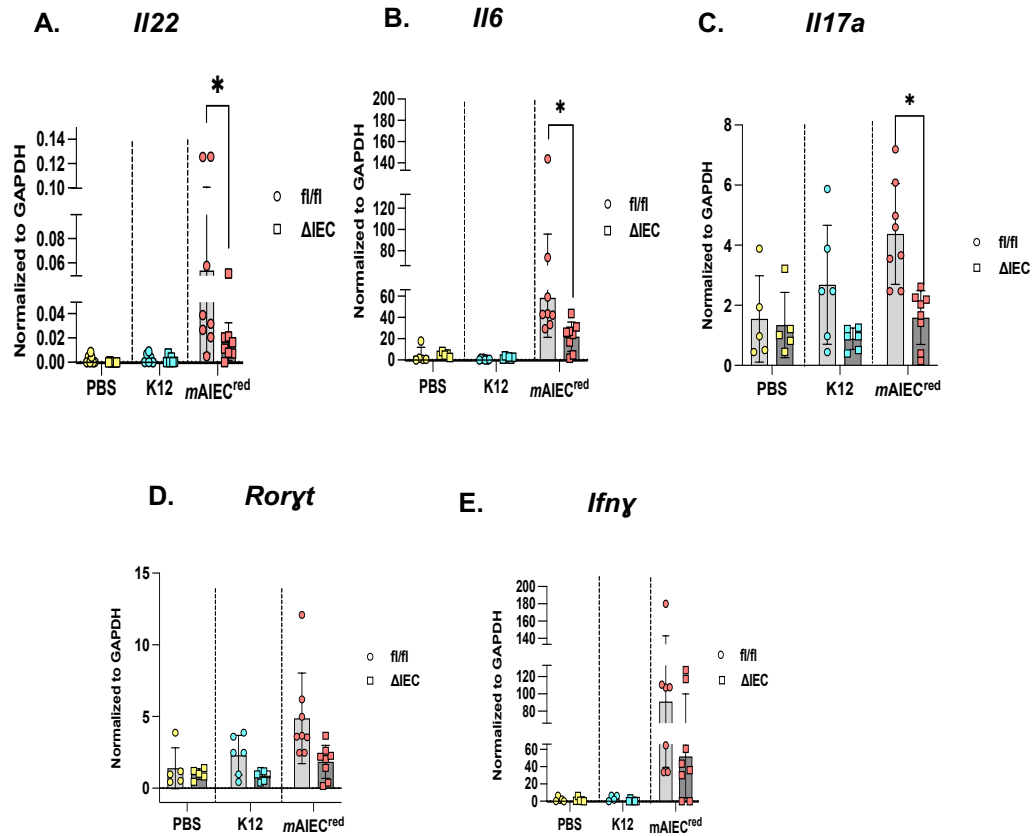 A. Il22
Normalized to GAPDH
0.14
0.12
0.10
0.08
0.06
0.04
0.02
0.00
*
fl/fl
ΔIEC
PBS K12 mAIEC^red
B. Il6
Normalized to GAPDH
200
180
160
140
120
100
80
60
40
20
0
*
fl/fl
ΔIEC
PBS K12 mAIEC^red
C. Il17a
Normalized to GAPDH
8
6
4
2
0
*
fl/fl
ΔIEC
PBS K12 mAIEC^red
D. Rorɣt
Normalized to GAPDH
15
10
5
0
fl/fl
ΔIEC
PBS K12 mAIEC^red
E. Ifnɣ
Normalized to GAPDH
200
180
160
140
120
100
80
60
40
20
0
fl/fl
ΔIEC
PBS K12 mAIEC^red